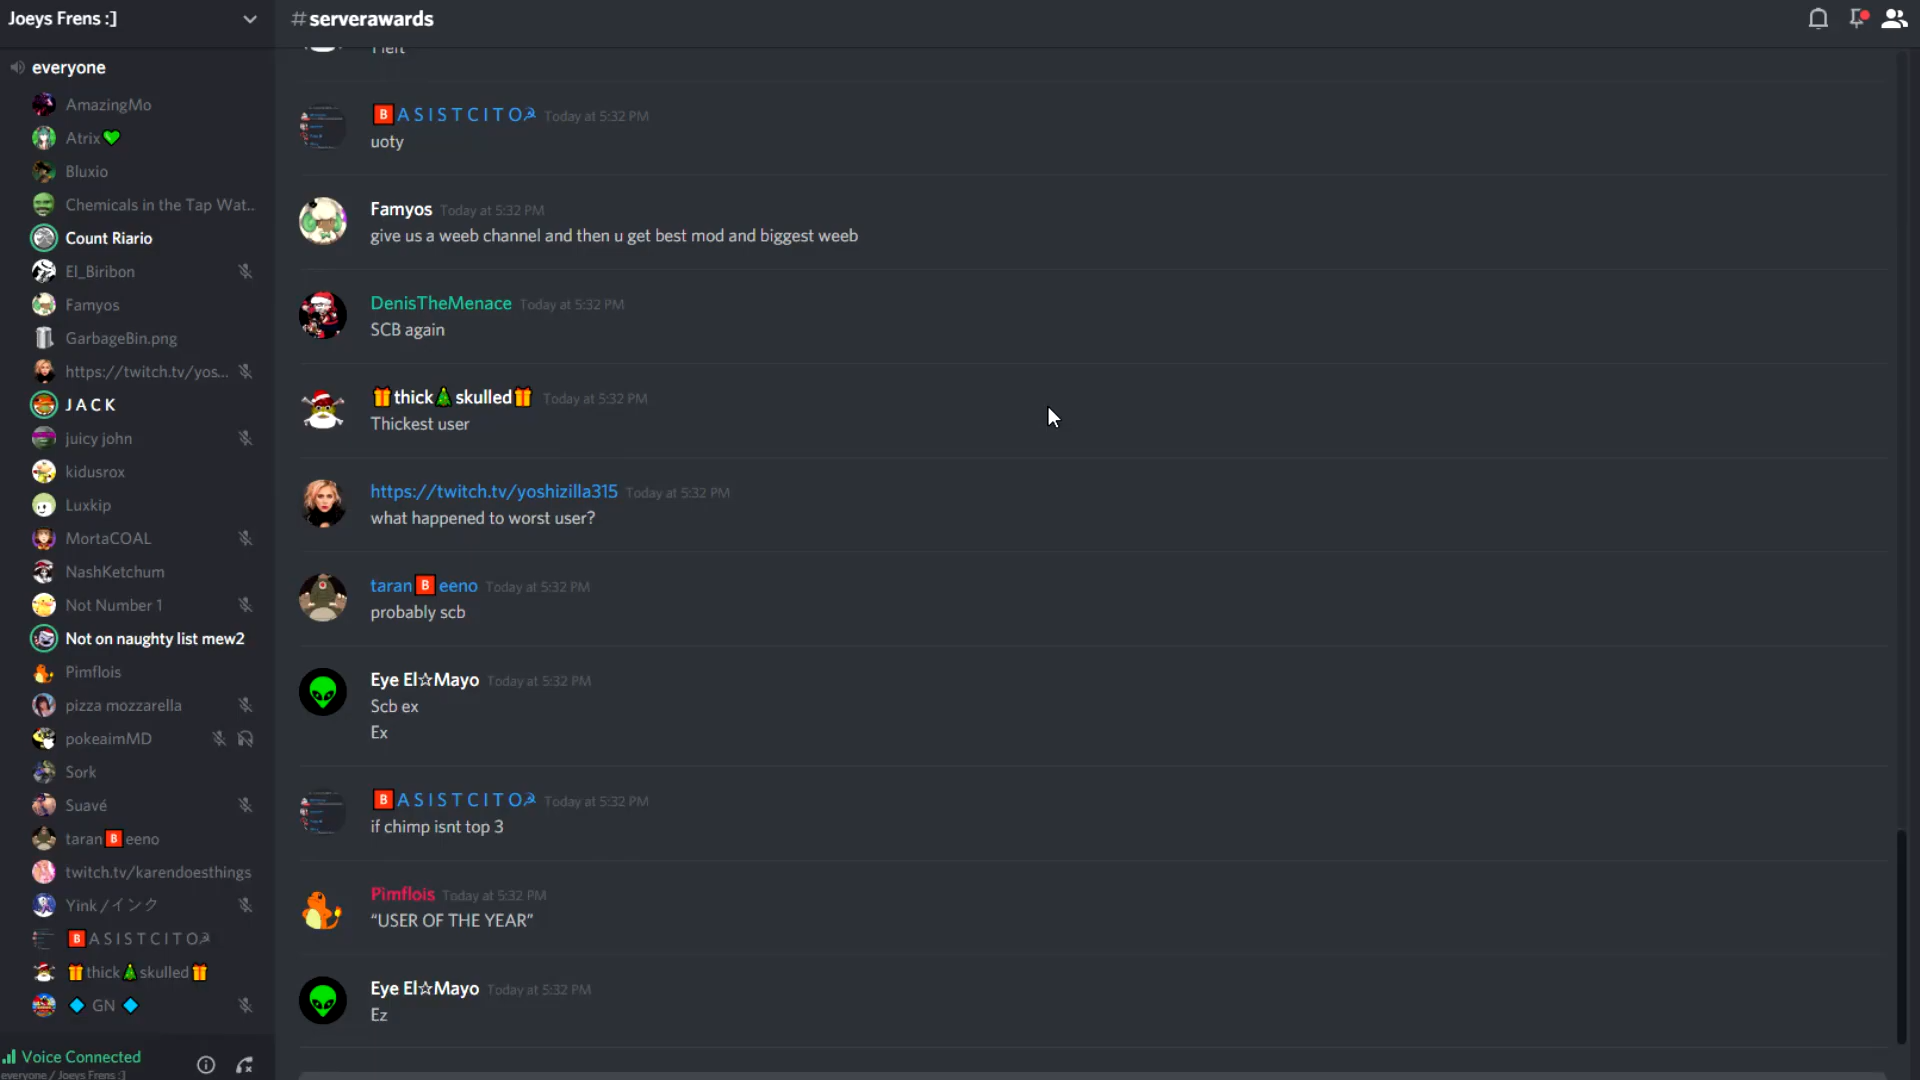 Joeys Frens :]
everyone
AmazingMo
Atrix💚
Bluxio
Chemicals in the Tap Wat..
Count Riario
El_Biribon
Famyos
GarbageBin.png
https://twitch.tv/yos...
J A C K
juicy john
kidusrox
Luxkip
MortaCOAL
NashKetchum
Not Number 1
Not on naughty list mew2
Pimflois
pizza mozzarella
pokeaimMD
Sork
Suavé
taran🅱eeno
twitch.tv/karendoesthings
Yink /インク
🅱A S I S T C I T O☭
🎁thick🎄skulled🎁
🔷 GN 🔷
Voice Connected
everyone / Joeys Frens :]
#serverawards
I left
🅱A S I S T C I T O☭ Today at 5:32 PM
uoty
Famyos Today at 5:32 PM
give us a weeb channel and then u get best mod and biggest weeb
DenisTheMenace Today at 5:32 PM
SCB again
🎁thick🎄skulled🎁 Today at 5:32 PM
Thickest user
https://twitch.tv/yoshizilla315 Today at 5:32 PM
what happened to worst user?
taran🅱eeno Today at 5:32 PM
probably scb
Eye El☆Mayo Today at 5:32 PM
Scb ex
Ex
🅱A S I S T C I T O☭ Today at 5:32 PM
if chimp isnt top 3
Pimflois Today at 5:32 PM
“USER OF THE YEAR”
Eye El☆Mayo Today at 5:32 PM
Ez